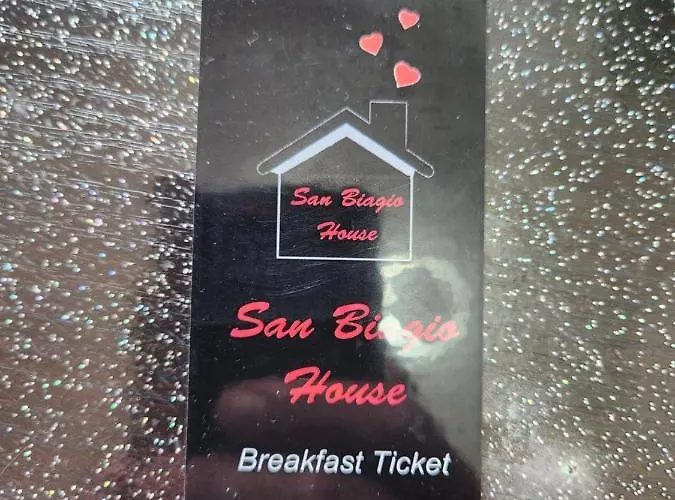 San Biagio
House
San Biagio
House
Breakfast Ticket